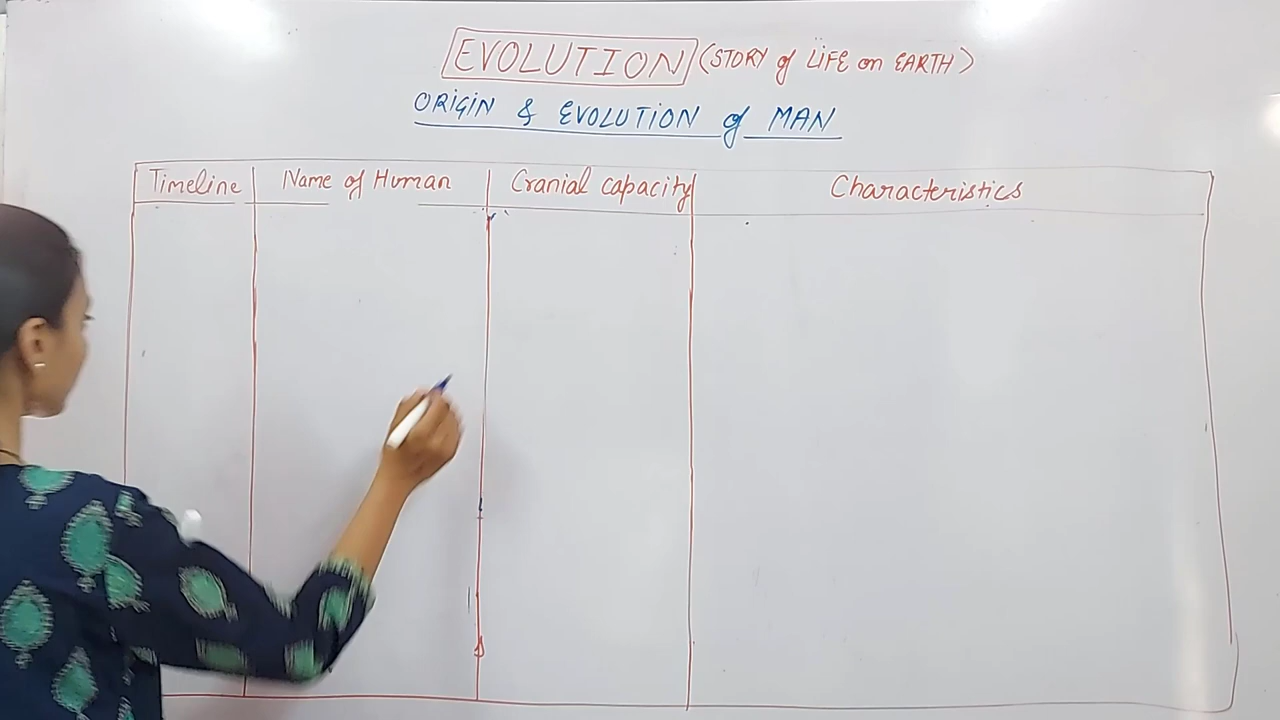 EVOLUTION (STORY of LIFE on EARTH)
ORIGIN & EVOLUTION of MAN
Timeline Name of Human Cranial capacity Characteristics